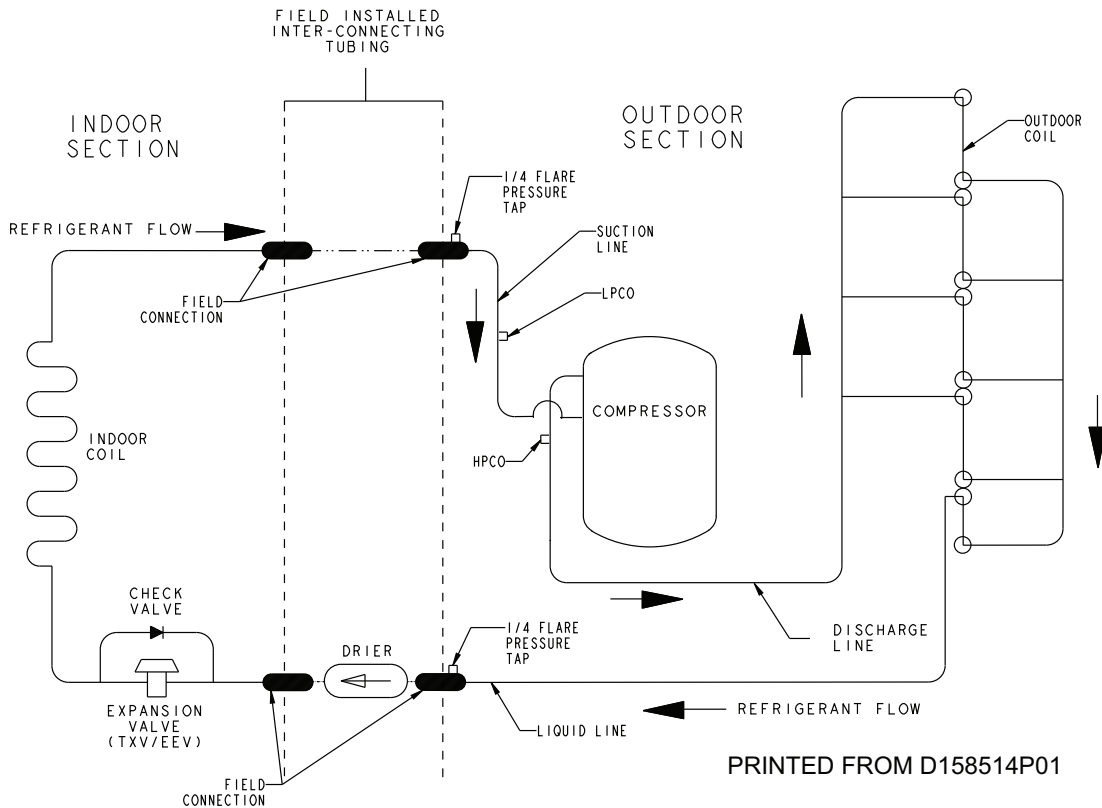 FIELD INSTALLED
INTER-CONNECTING
TUBING
INDOOR
SECTION
OUTDOOR
SECTION
OUTDOOR
COIL
1/4 FLARE
PRESSURE
TAP
REFRIGERANT FLOW
SUCTION
LINE
FIELD
CONNECTION
LPCO
COMPRESSOR
INDOOR
COIL
HPCO
CHECK
VALVE
DRIER
1/4 FLARE
PRESSURE
TAP
DISCHARGE
LINE
EXPANSION
VALVE
(TXV/EEV)
LIQUID LINE
REFRIGERANT FLOW
FIELD
CONNECTION
PRINTED FROM D158514P01